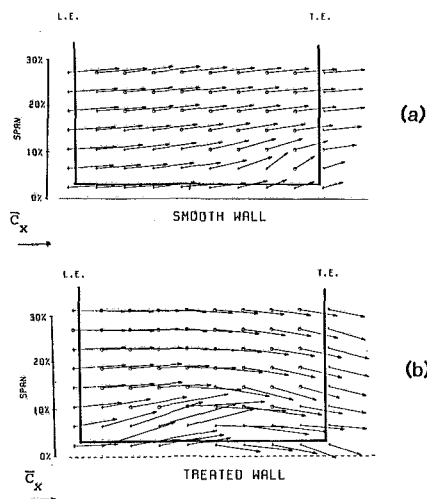 L.E. T.E.
30%
20%
(a)
SPAN
10%
0%
SMOOTH WALL
C̄x
L.E. T.E.
30%
(b)
20%
SPAN
10%
0%
TREATED WALL
C̄x